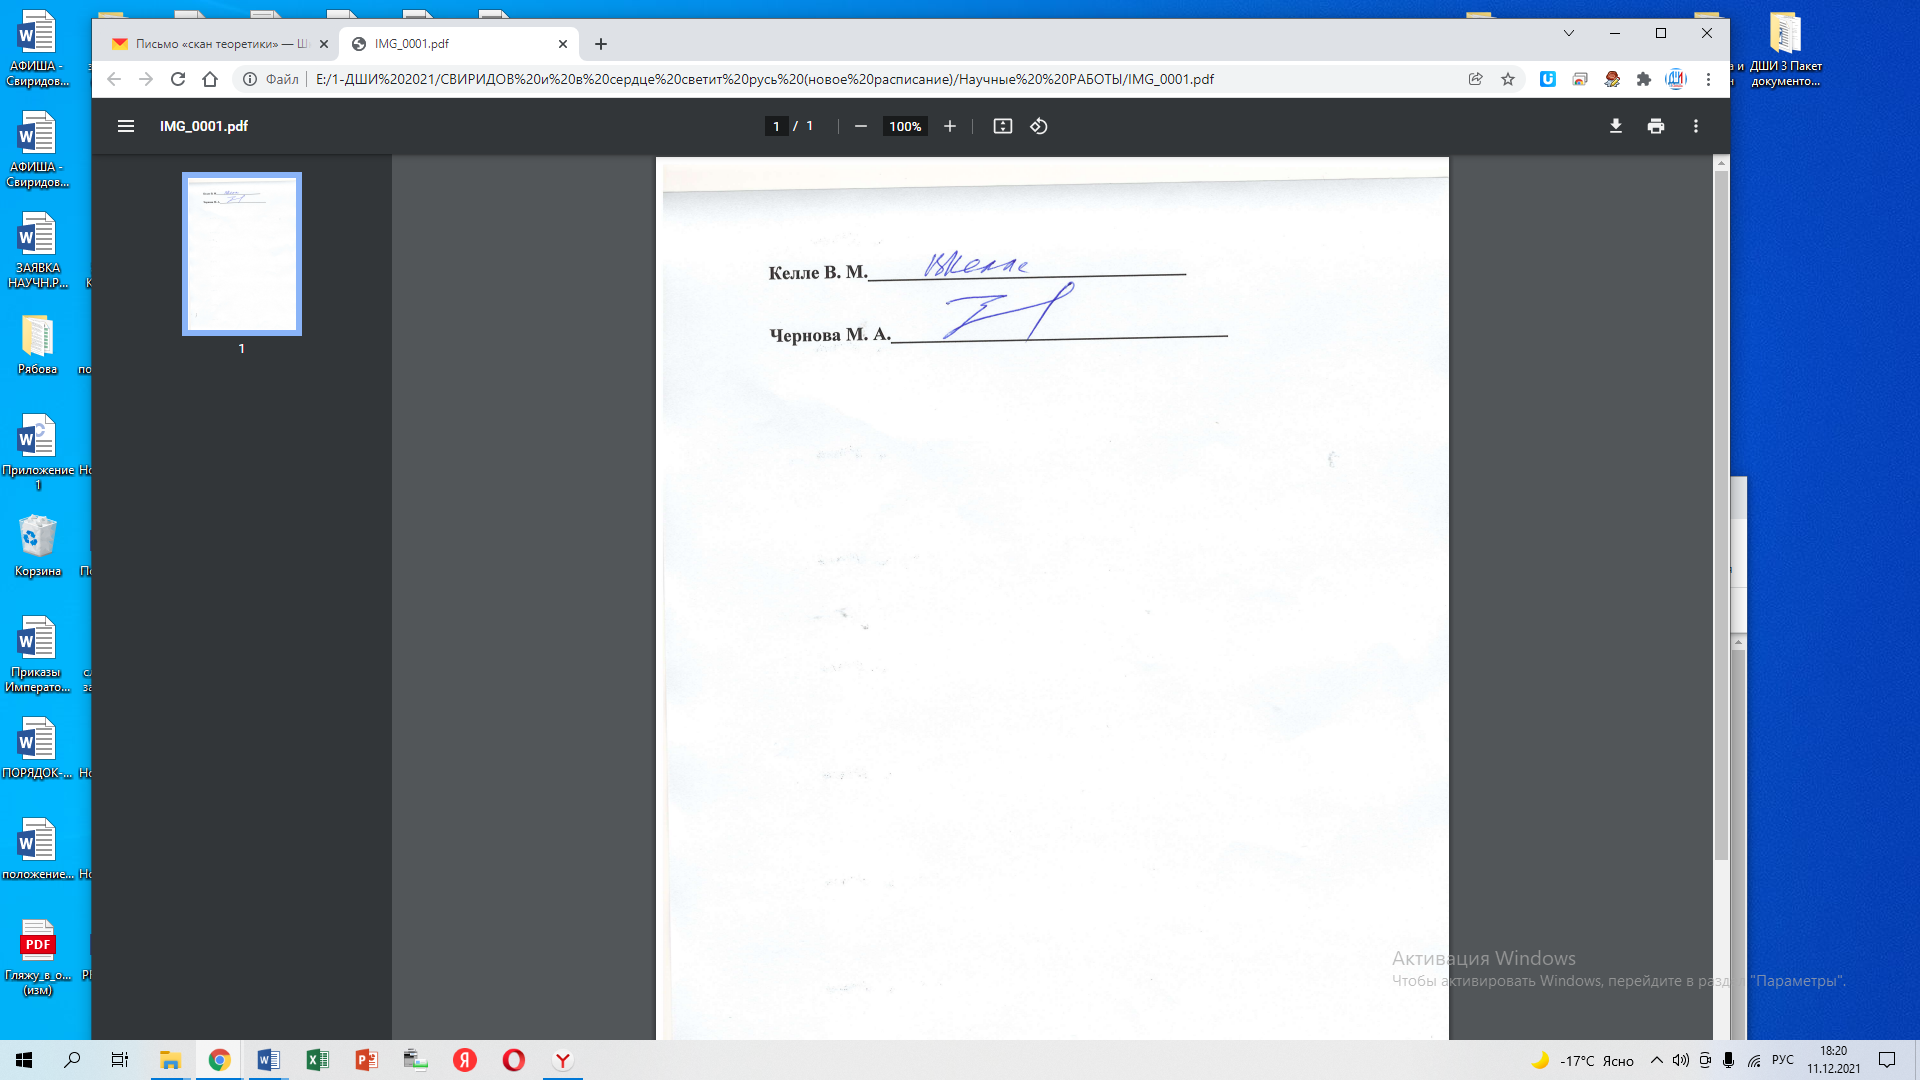 АФИША - Свиридов...
АФИША - Свиридов...
ЗАЯВКА НАУЧН.Р...
Рябова
Приложение 1
Корзина
Приказы Императо...
ПОРЯДОК-...
положение...
PDF
Гляжу_в_о... (изм)
ДШИ 3 Пакет документо...
Письмо «скан теоретики» — Ш
IMG_0001.pdf
Файл
E:/1-ДШИ%202021/СВИРИДОВ%20и%20в%20сердце%20светит%20русь%20(новое%20расписание)/Научные%20%20РАБОТЫ/IMG_0001.pdf
IMG_0001.pdf
1 / 1
100%
1
Келле В. М.
ВКелле
Чернова М. А.
Активация Windows
Чтобы активировать Windows, перейдите в раздел "Параметры".
-17°C Ясно
РУС
18:20
11.12.2021